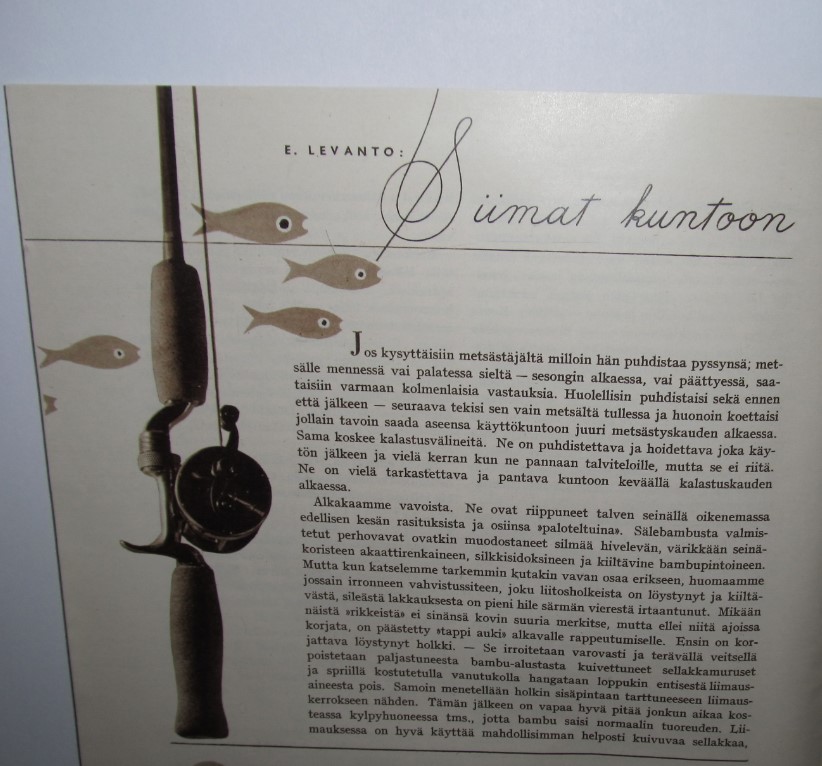 E. LEVANTO:
Siimat kuntoon
Jos kysyttäisiin metsästäjältä milloin hän puhdistaa pyssynsä; met-
sälle mennessä vai palatessa sieltä — sesongin alkaessa, vai päättyessä, saa-
taisiin varmaan kolmenlaisia vastauksia. Huolellisin puhdistaisi sekä ennen
että jälkeen — seuraava tekisi sen vain metsältä tullessa ja huonoin koettaisi
jollain tavoin saada aseensa käyttökuntoon juuri metsästyskauden alkaessa.
Sama koskee kalastusvälineitä. Ne on puhdistettava ja hoidettava joka käy-
tön jälkeen ja vielä kerran kun ne pannaan talviteloille, mutta se ei riitä.
Ne on vielä tarkastettava ja pantava kuntoon keväällä kalastuskauden
alkaessa.
Alkakaamme vavoista. Ne ovat riippuneet talven seinällä oikenemassa
edellisen kesän rasituksista ja osiinsa »paloteltuina». Sälebambusta valmis-
tetut perhovavat ovatkin muodostaneet silmää hivelevän, värikkään seinä-
koristeen akaattirenkaineen, silkkisidoksineen ja kiiltävine bambupintoineen.
Mutta kun katselemme tarkemmin kutakin vavan osaa erikseen, huomaamme
jossain irronneen vahvistussiteen, joku liitosholkeista on löystynyt ja kiiltä-
västä, sileästä lakkauksesta on pieni hile särmän vierestä irtaantunut. Mikään
näistä »rikkeistä» ei sinänsä kovin suuria merkitse, mutta ellei niitä ajoissa
korjata, on päästetty »tappi auki» alkavalle rappeutumiselle. Ensin on kor-
jattava löystynyt holkki. — Se irroitetaan varovasti ja terävällä veitsellä
poistetaan paljastuneesta bambu-alustasta kuivettuneet sellakkamuruset
ja spriillä kostutetulla vanutukolla hangataan loppukin entisestä liimaus-
aineesta pois. Samoin menetellään holkin sisäpintaan tarttuneeseen liimaus-
kerrokseen nähden. Tämän jälkeen on vapaa hyvä pitää jonkun aikaa kos-
teassa kylpyhuoneessa tms., jotta bambu saisi normaalin tuoreuden. Lii-
mauksessa on hyvä käyttää mahdollisimman helposti kuivuvaa sellakkaa,